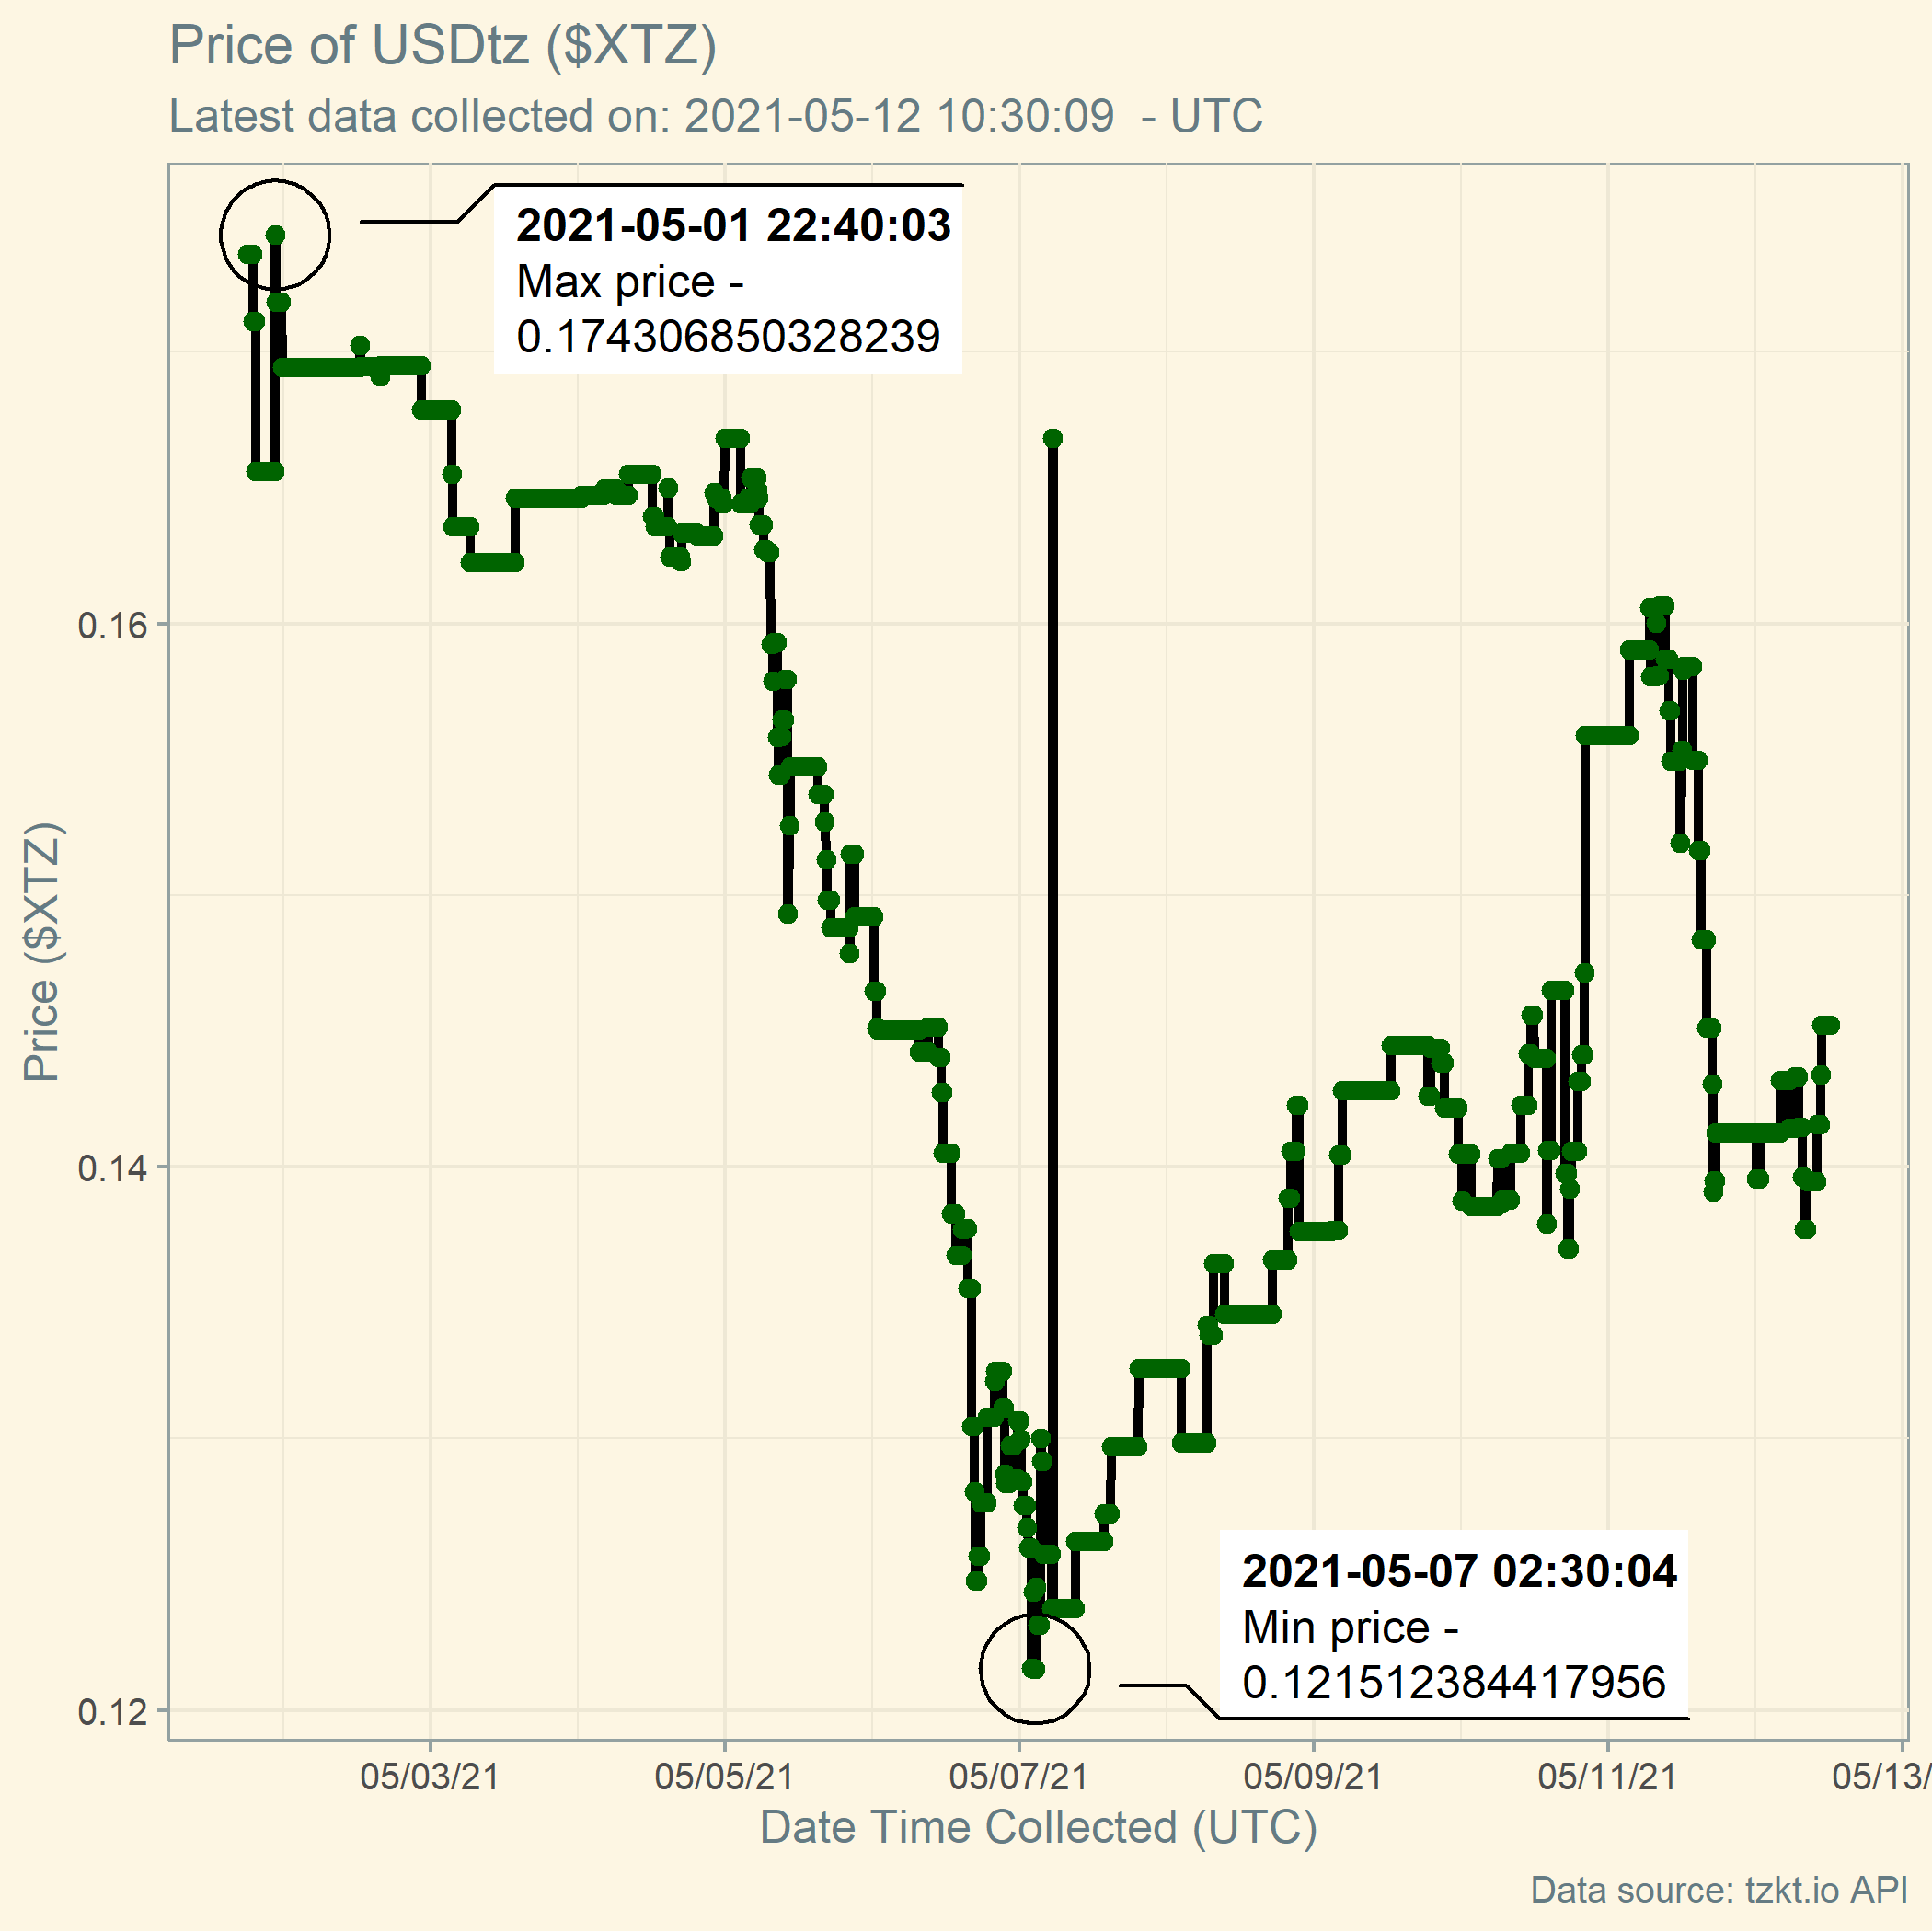 Price of USDtz ($XTZ)
Latest data collected on: 2021-05-12 10:30:09  - UTC
2021-05-01 22:40:03
Max price -
0.174306850328239
0.16
0.14
0.12
Price ($XTZ)
2021-05-07 02:30:04
Min price -
0.121512384417956
05/03/21
05/05/21
05/07/21
05/09/21
05/11/21
05/13/
Date Time Collected (UTC)
Data source: tzkt.io API